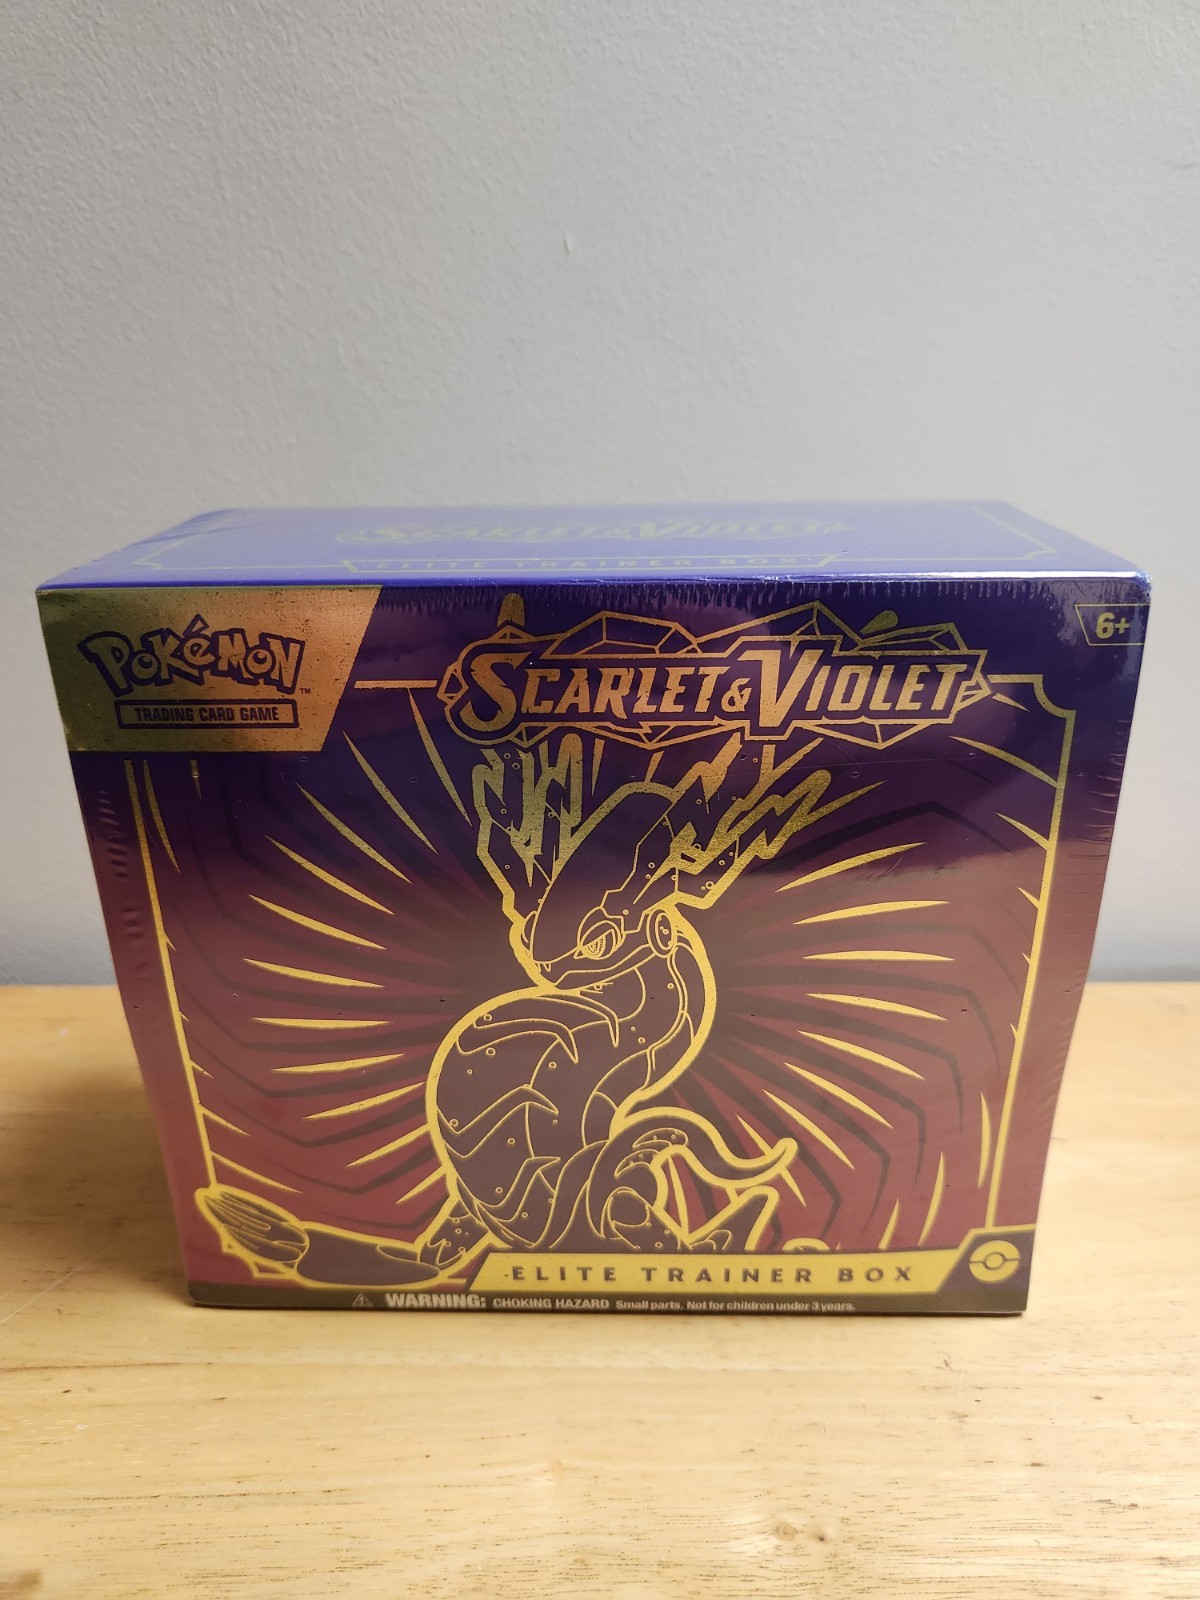 SCARLET & VIOLET
ELITE TRAINER BOX
POKéMON™
TRADING CARD GAME
SCARLET & VIOLET
6+
ELITE TRAINER BOX
⚠ WARNING: CHOKING HAZARD Small parts. Not for children under 3 years.